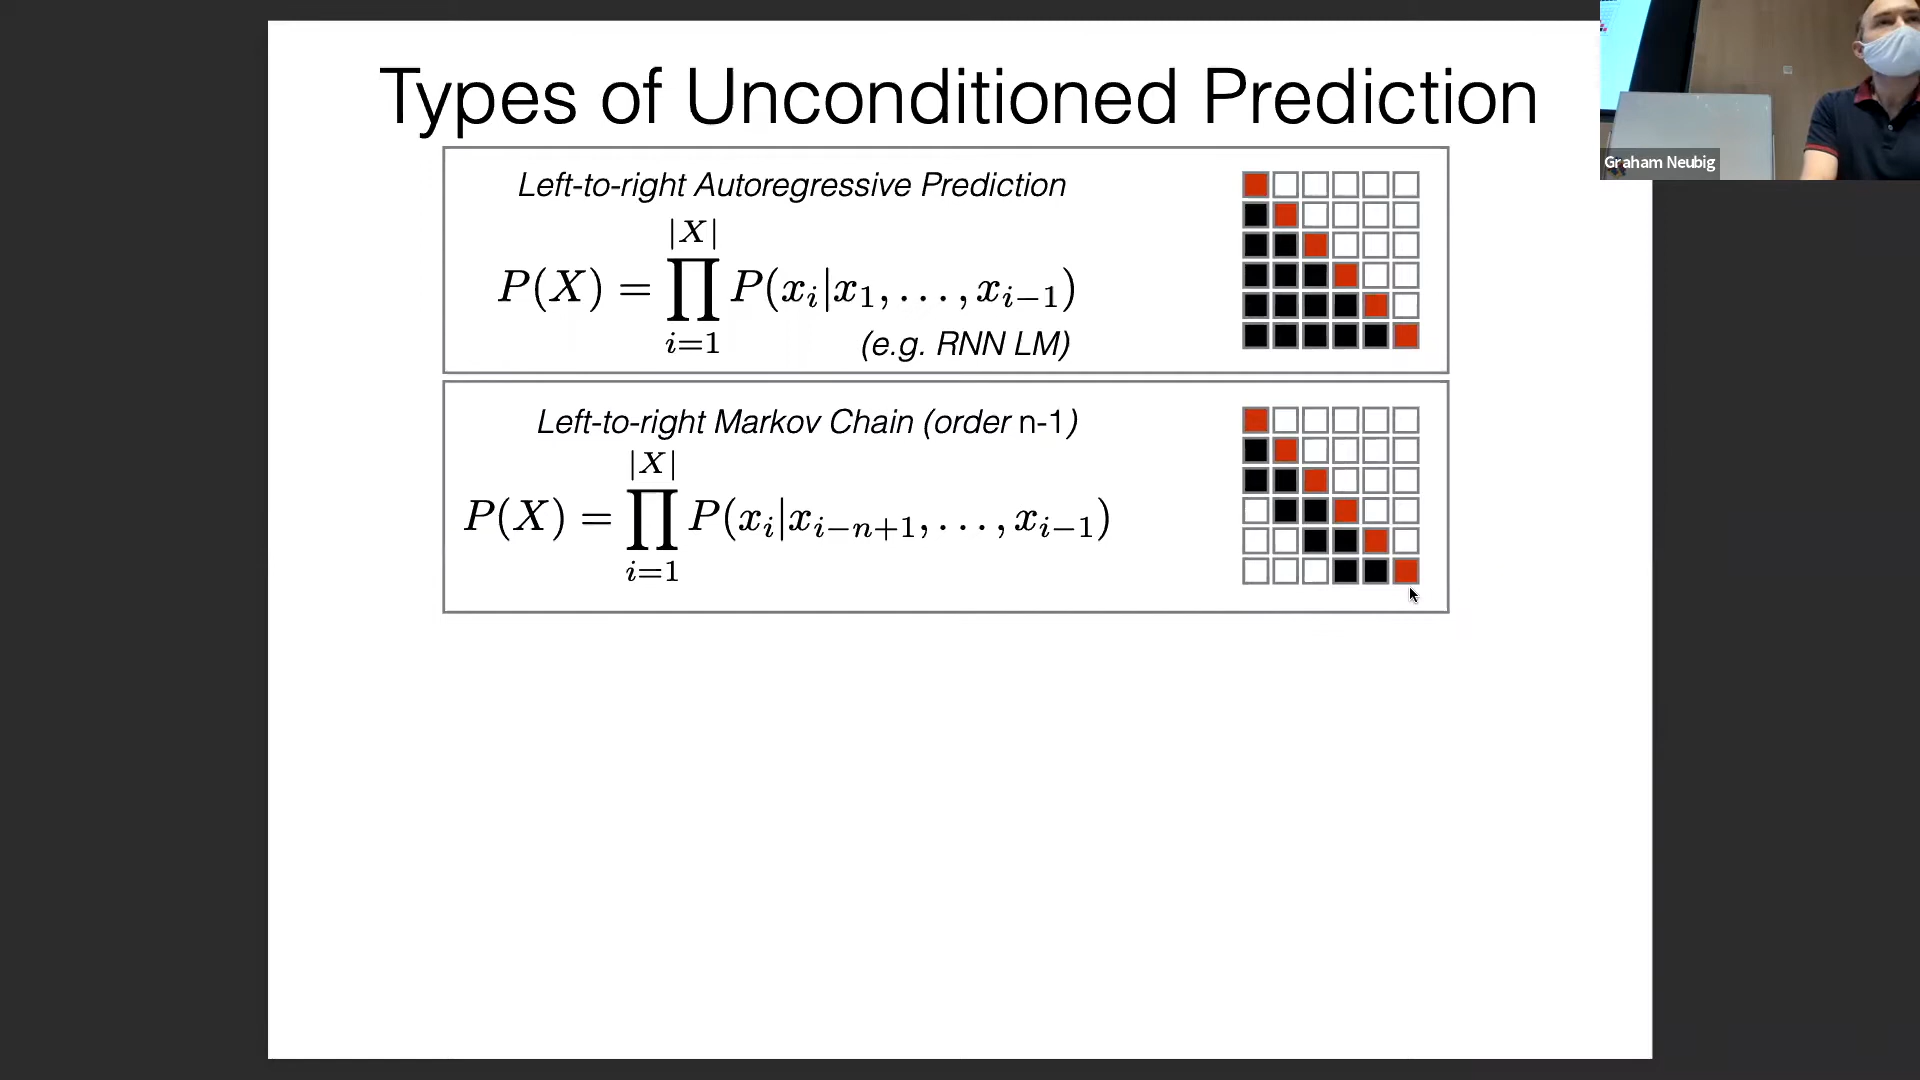 Types of Unconditioned Prediction
Left-to-right Autoregressive Prediction
P(X) = ∏_{i=1}^{|X|} P(x_i|x_1, . . . , x_{i−1})
(e.g. RNN LM)
Left-to-right Markov Chain (order n-1)
P(X) = ∏_{i=1}^{|X|} P(x_i|x_{i−n+1}, . . . , x_{i−1})
Graham Neubig